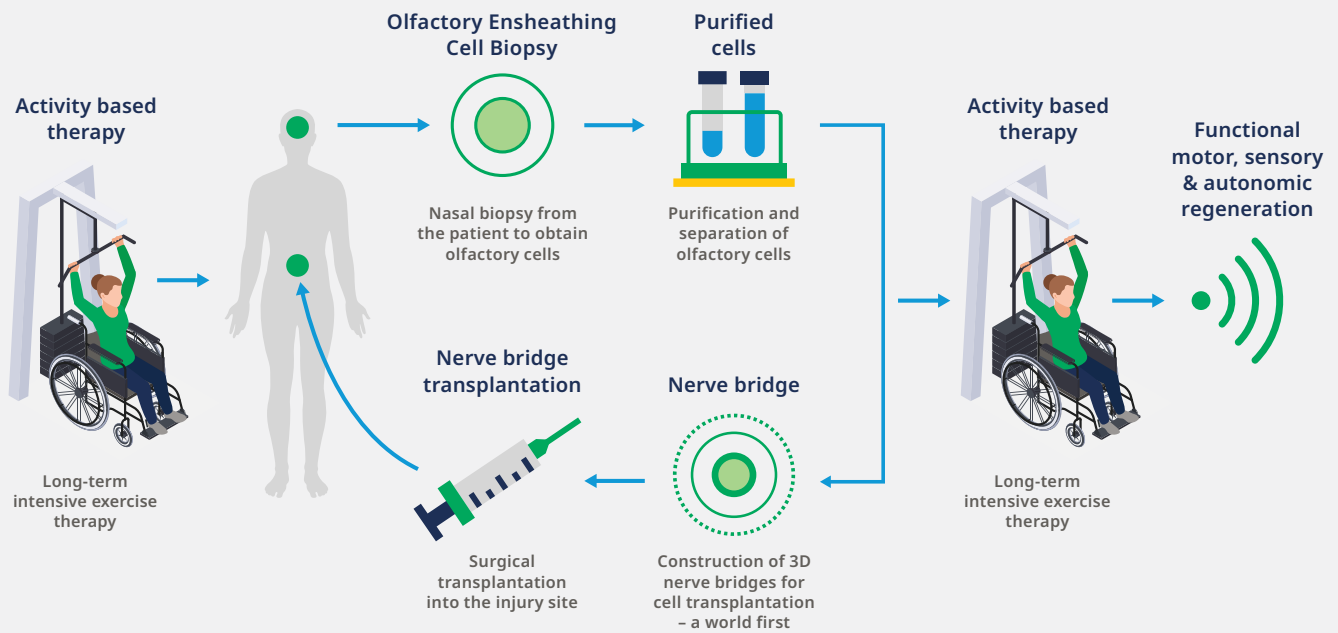 Activity based
therapy
Long-term
intensive exercise
therapy
Olfactory Ensheathing
Cell Biopsy
Nasal biopsy from
the patient to obtain
olfactory cells
Purified
cells
Purification and
separation of
olfactory cells
Nerve bridge
Construction of 3D
nerve bridges for
cell transplantation
– a world first
Nerve bridge
transplantation
Surgical
transplantation
into the injury site
Activity based
therapy
Long-term
intensive exercise
therapy
Functional
motor, sensory
& autonomic
regeneration